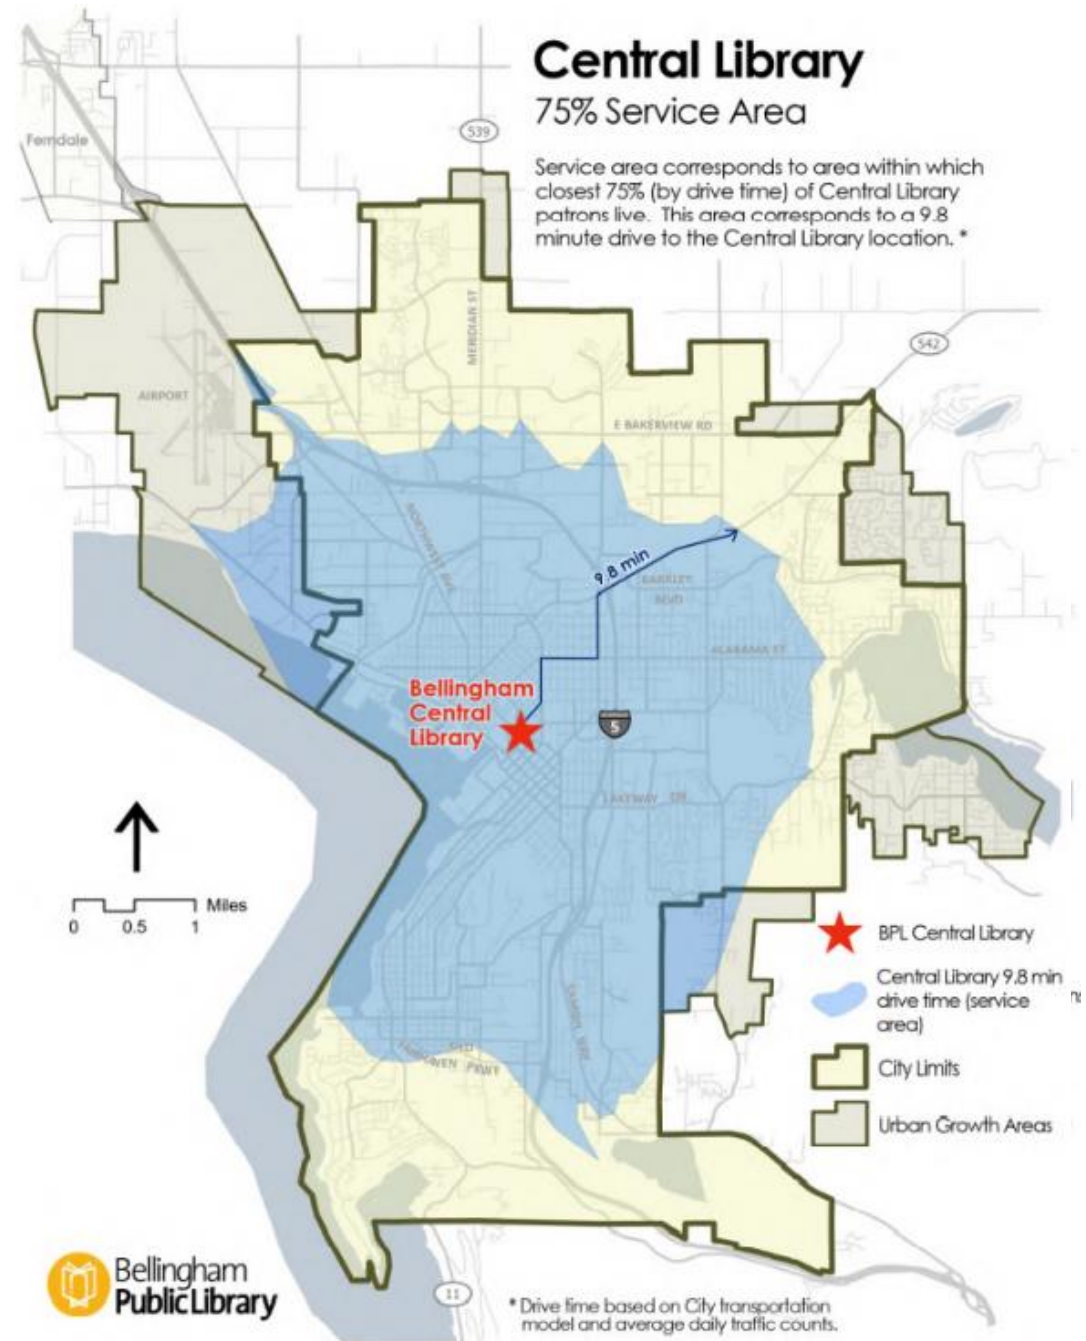 Central Library
75% Service Area
Service area corresponds to area within which
closest 75% (by drive time) of Central Library
patrons live. This area corresponds to a 9.8
minute drive to the Central Library location. *
Ferndale
539
MERIDIAN ST
542
AIRPORT
E BAKERVIEW RD
NORTHWEST AVE
9.8 min
BARKLEY
BLVD
ALABAMA ST
Bellingham
Central
Library
5
LAKEWAY DR
Miles
0 0.5 1
BPL Central Library
Central Library 9.8 min
drive time (service
area)
City Limits
Urban Growth Areas
SAMISH WAY
OLD
FAIRHAVEN PKWY
11
Bellingham
Public Library
* Drive time based on City transportation
model and average daily traffic counts.